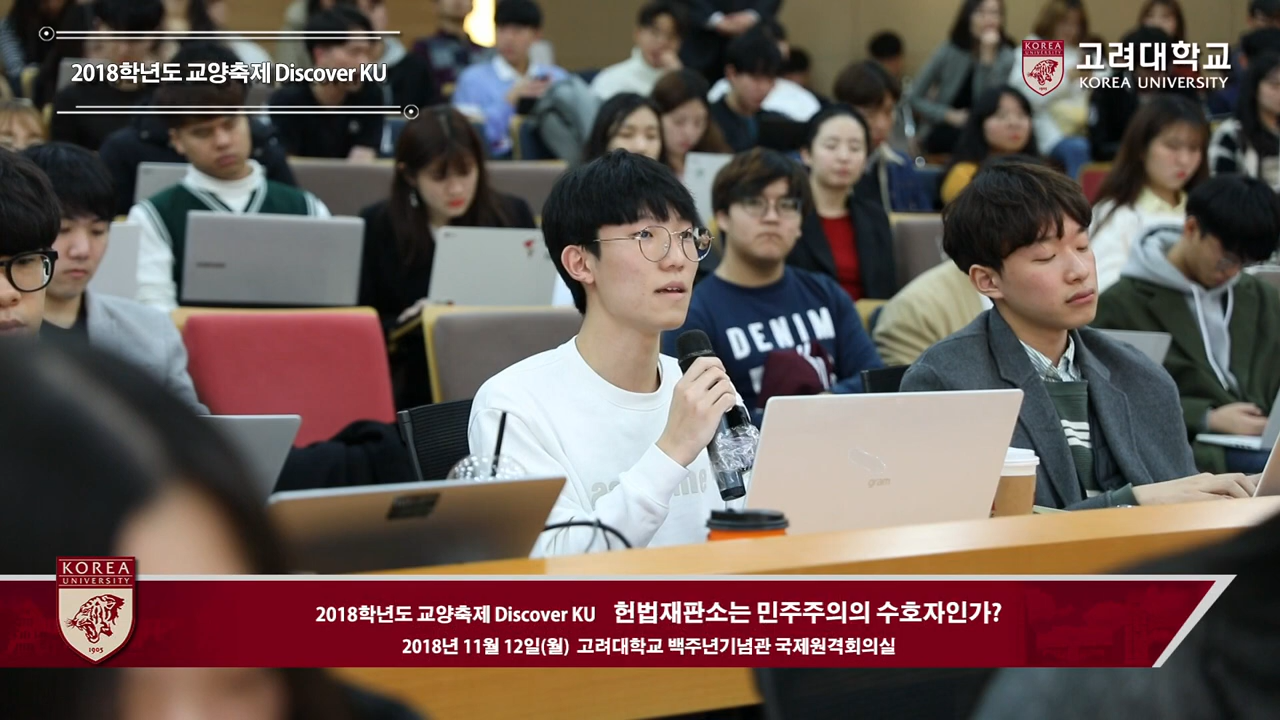 2018학년도 교양축제 Discover KU
KOREA
1905
고려대학교
KOREA UNIVERSITY
DENIM
gram
KOREA
UNIVERSITY
1905
2018학년도 교양축제 Discover KU 헌법재판소는 민주주의의 수호자인가?
2018년 11월 12일(월) 고려대학교 백주년기념관 국제원격회의실